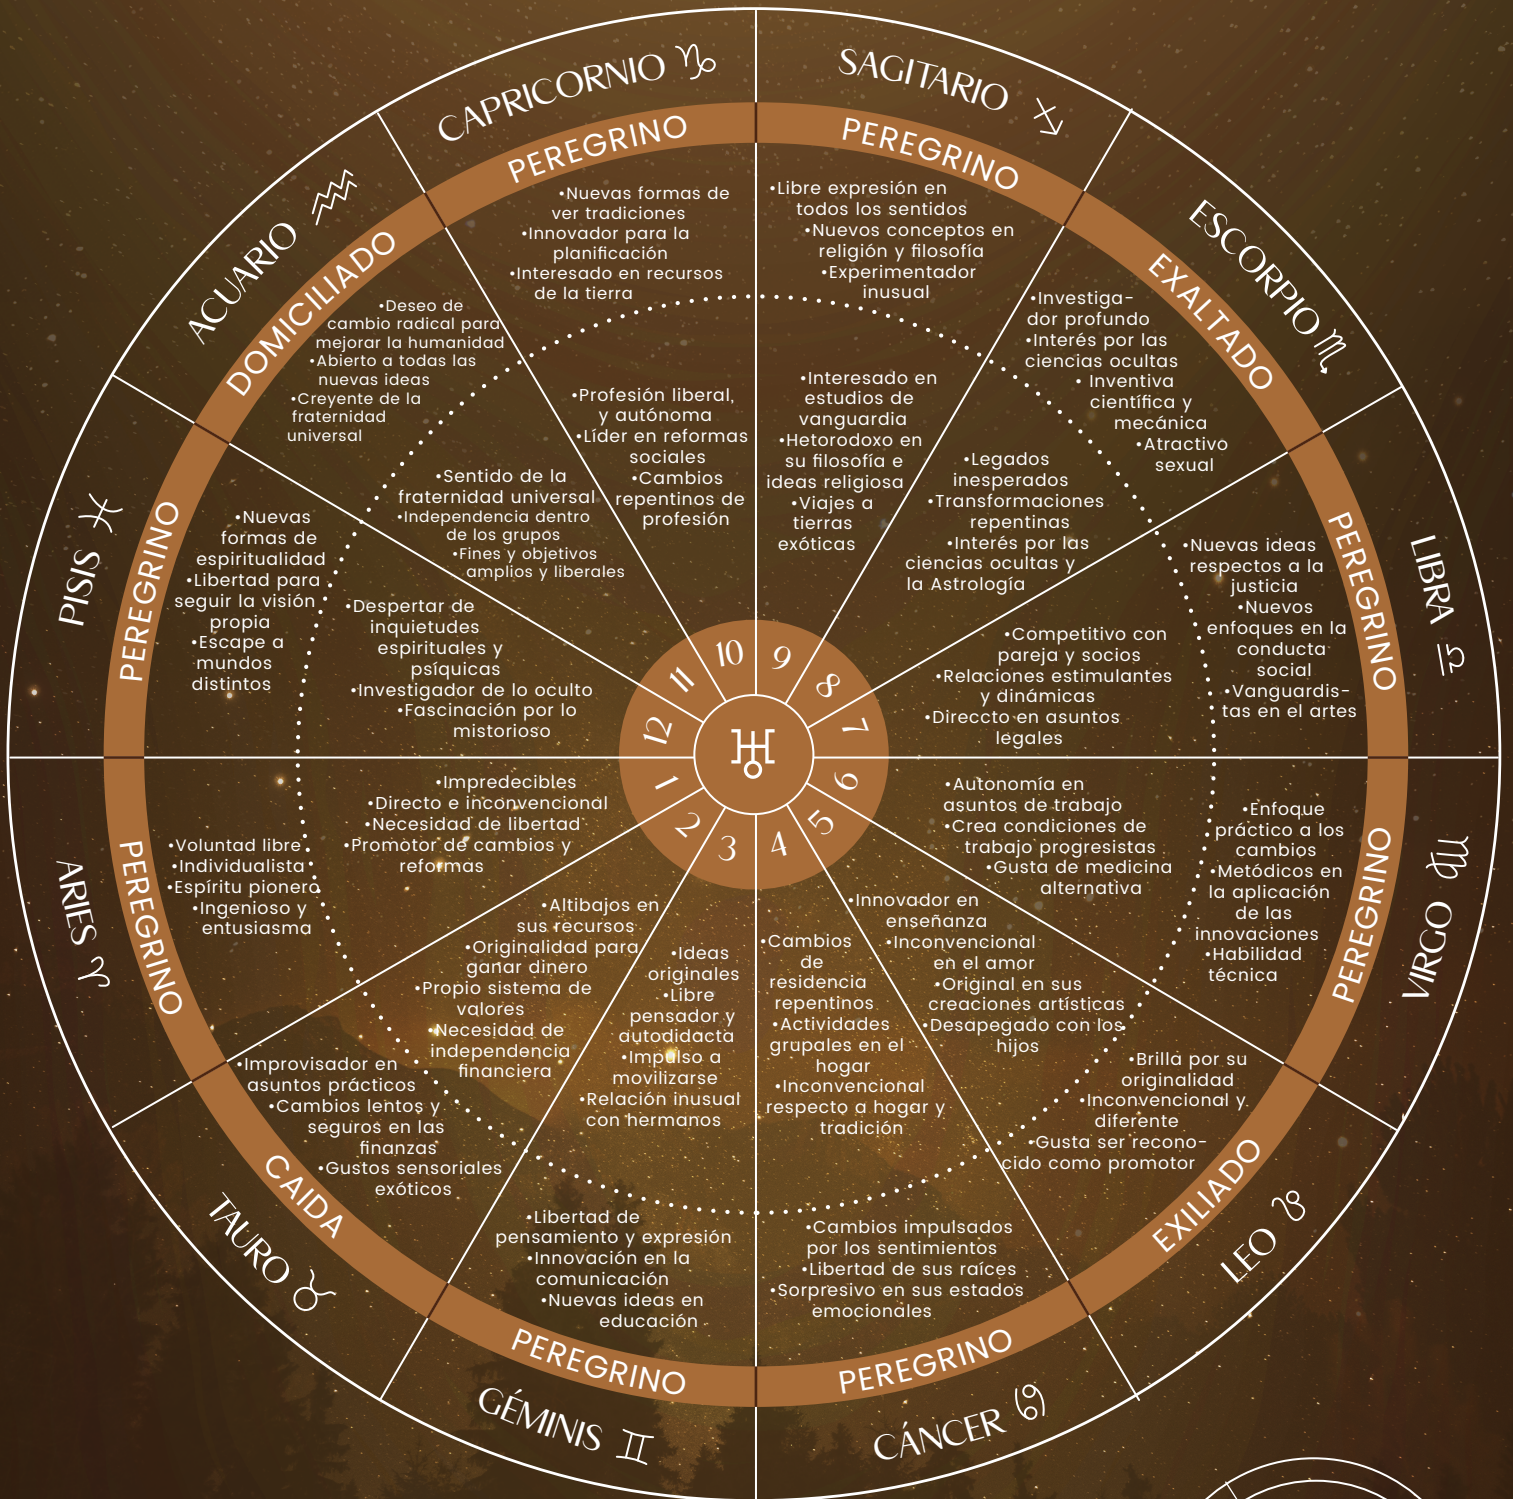 CAPRICORNIO ♑
PEREGRINO
•Nuevas formas de
ver tradiciones
•Innovador para la
planificación
•Interesado en recursos
de la tierra
•Profesión liberal,
y autónoma
•Líder en reformas
sociales
•Cambios
repentinos de
profesión
10
SAGITARIO ♐
PEREGRINO
•Libre expresión en
todos los sentidos
•Nuevos conceptos en
religión y filosofía
•Experimentador
inusual
•Interesado en
estudios de
vanguardia
•Hetorodoxo en
su filosofía e
ideas religiosa
•Viajes a
tierras
exóticas
9
ESCORPIO ♏
EXALTADO
•Investiga-
dor profundo
•Interés por las
ciencias ocultas
• Inventiva
científica y
mecánica
•Atractivo
sexual
•Legados
inesperados
•Transformaciones
repentinas
•Interés por las
ciencias ocultas y
la Astrología
8
LIBRA ♎
PEREGRINO
•Nuevas ideas
respectos a la
justicia
•Nuevos
enfoques en la
conducta
social
•Vanguardis-
tas en el artes
•Competitivo con
pareja y socios
•Relaciones estimulantes
y dinámicas
•Direccto en asuntos
legales
7
VIRGO ♍
PEREGRINO
•Enfoque
práctico a los
cambios
•Metódicos en
la aplicación
de las
innovaciones
•Habilidad
técnica
•Autonomía en
asuntos de trabajo
•Crea condiciones de
trabajo progresistas
•Gusta de medicina
alternativa
6
LEO ♌
EXILIADO
•Brilla por su
originalidad
•Inconvencional y
diferente
•Gusta ser recono-
cido como promotor
•Innovador en
enseñanza
•Inconvencional
en el amor
•Original en sus
creaciones artísticas
•Desapegado con los
hijos
5
CÁNCER ♋
PEREGRINO
•Cambios impulsados
por los sentimientos
•Libertad de sus raíces
•Sorpresivo en sus estados
emocionales
•Cambios
de
residencia
repentinos
•Actividades
grupales en el
hogar
•Inconvencional
respecto a hogar y
tradición
4
GÉMINIS ♊
PEREGRINO
•Libertad de
pensamiento y expresión
•Innovación en la
comunicación
•Nuevas ideas en
educación
•Ideas
originales
•Libre
pensador y
autodidacta
•Impulso a
movilizarse
•Relación inusual
con hermanos
3
TAURO ♉
CAIDA
•Improvisador en
asuntos prácticos
•Cambios lentos y
seguros en las
finanzas
•Gustos sensoriales
exóticos
•Altibajos en
sus recursos
•Originalidad para
ganar dinero
•Propio sistema de
valores
•Necesidad de
independencia
financiera
2
ARIES ♈
PEREGRINO
•Voluntad libre
•Individualista
•Espíritu pionero
•Ingenioso y
entusiasma
•Impredecibles
•Directo e inconvencional
•Necesidad de libertad
•Promotor de cambios y
reformas
1
PISIS ♓
PEREGRINO
•Nuevas
formas de
espiritualidad
•Libertad para
seguir la visión
propia
•Escape a
mundos
distintos
•Despertar de
inquietudes
espirituales y
psíquicas
•Investigador de lo oculto
•Fascinación por lo
mistorioso
12
ACUARIO ♒
DOMICILIADO
•Deseo de
cambio radical para
mejorar la humanidad
•Abierto a todas las
nuevas ideas
•Creyente de la
fraternidad
universal
•Sentido de la
fraternidad universal
•Independencia dentro
de los grupos
•Fines y objetivos
amplios y liberales
11
♅